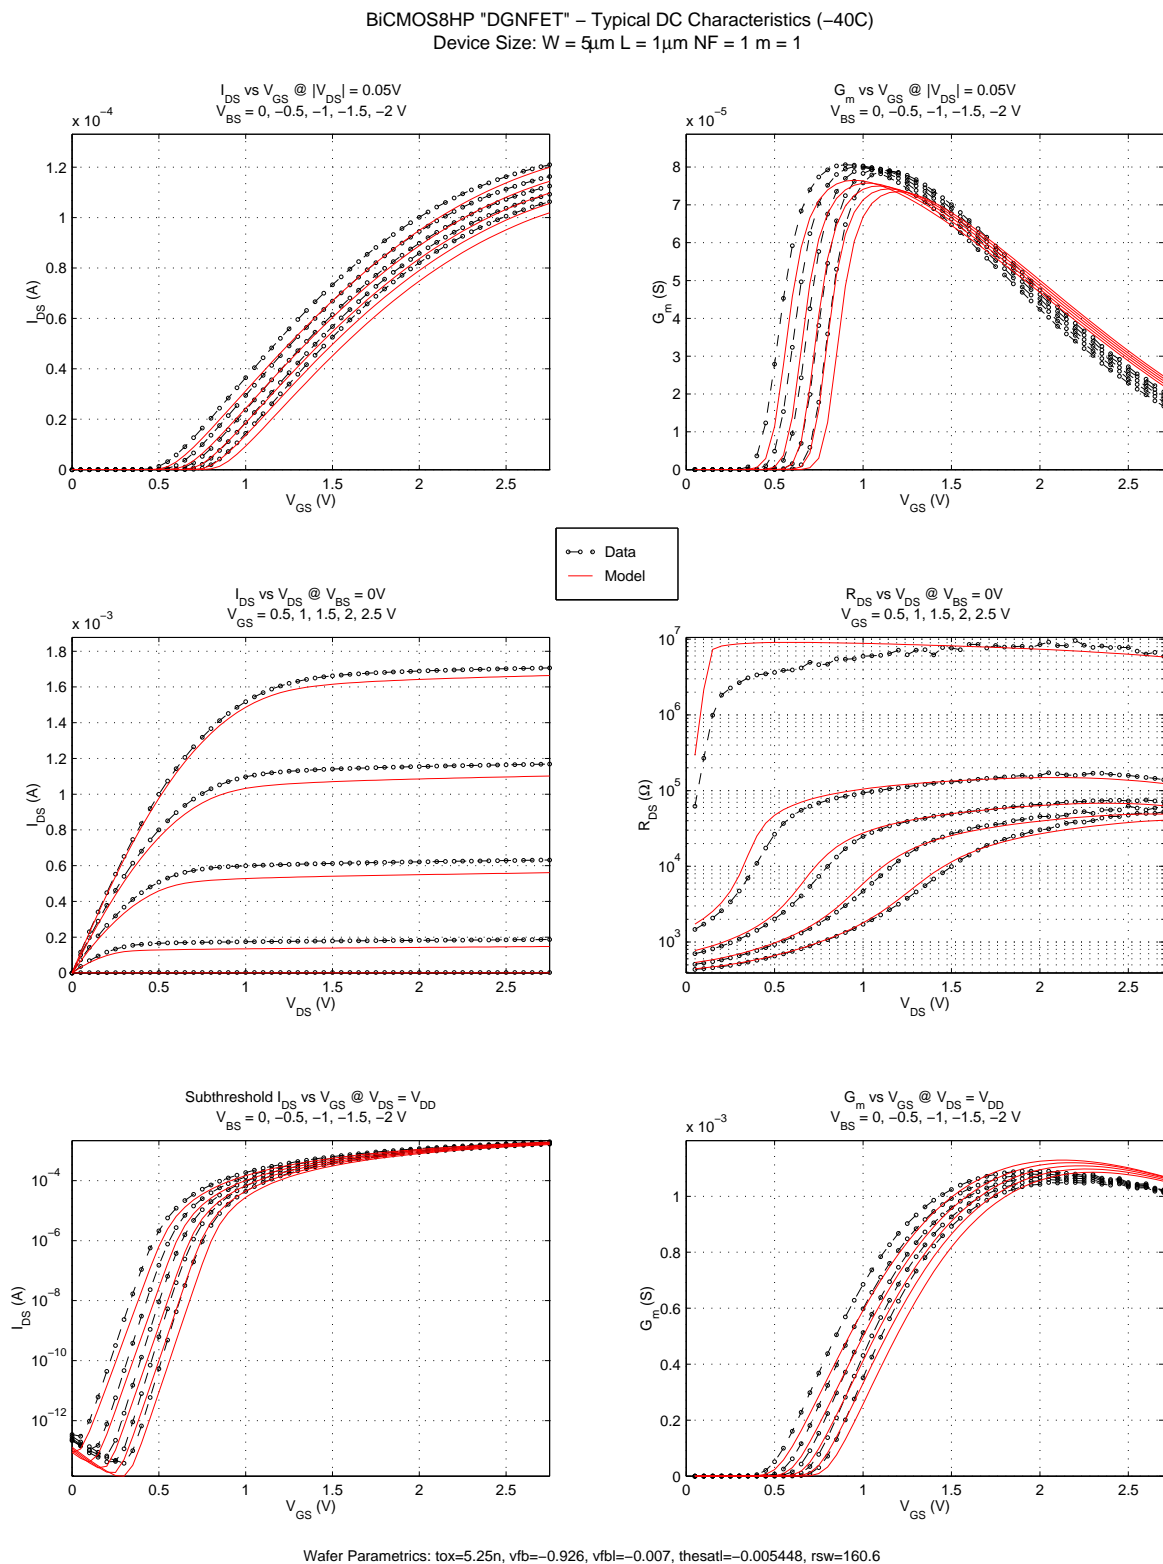 BiCMOS8HP "DGNFET" − Typical DC Characteristics (−40C)
Device Size: W = 5μm L = 1μm NF = 1 m = 1
I_DS vs V_GS @ |V_DS| = 0.05V
V_BS = 0, −0.5, −1, −1.5, −2 V
x 10^−4
1.2
1
0.8
0.6
0.4
0.2
0
I_DS (A)
0 0.5 1 1.5 2 2.5
V_GS (V)
G_m vs V_GS @ |V_DS| = 0.05V
V_BS = 0, −0.5, −1, −1.5, −2 V
x 10^−5
8
7
6
5
4
3
2
1
0
G_m (S)
0 0.5 1 1.5 2 2.5
V_GS (V)
Data
Model
I_DS vs V_DS @ V_BS = 0V
V_GS = 0.5, 1, 1.5, 2, 2.5 V
x 10^−3
1.8
1.6
1.4
1.2
1
0.8
0.6
0.4
0.2
0
I_DS (A)
0 0.5 1 1.5 2 2.5
V_DS (V)
R_DS vs V_DS @ V_BS = 0V
V_GS = 0.5, 1, 1.5, 2, 2.5 V
10^7
10^6
10^5
10^4
10^3
R_DS (Ω)
0 0.5 1 1.5 2 2.5
V_DS (V)
Subthreshold I_DS vs V_GS @ V_DS = V_DD
V_BS = 0, −0.5, −1, −1.5, −2 V
10^−4
10^−6
10^−8
10^−10
10^−12
I_DS (A)
0 0.5 1 1.5 2 2.5
V_GS (V)
G_m vs V_GS @ V_DS = V_DD
V_BS = 0, −0.5, −1, −1.5, −2 V
x 10^−3
1
0.8
0.6
0.4
0.2
0
G_m (S)
0 0.5 1 1.5 2 2.5
V_GS (V)
Wafer Parametrics: tox=5.25n, vfb=−0.926, vfbl=−0.007, thesatl=−0.005448, rsw=160.6